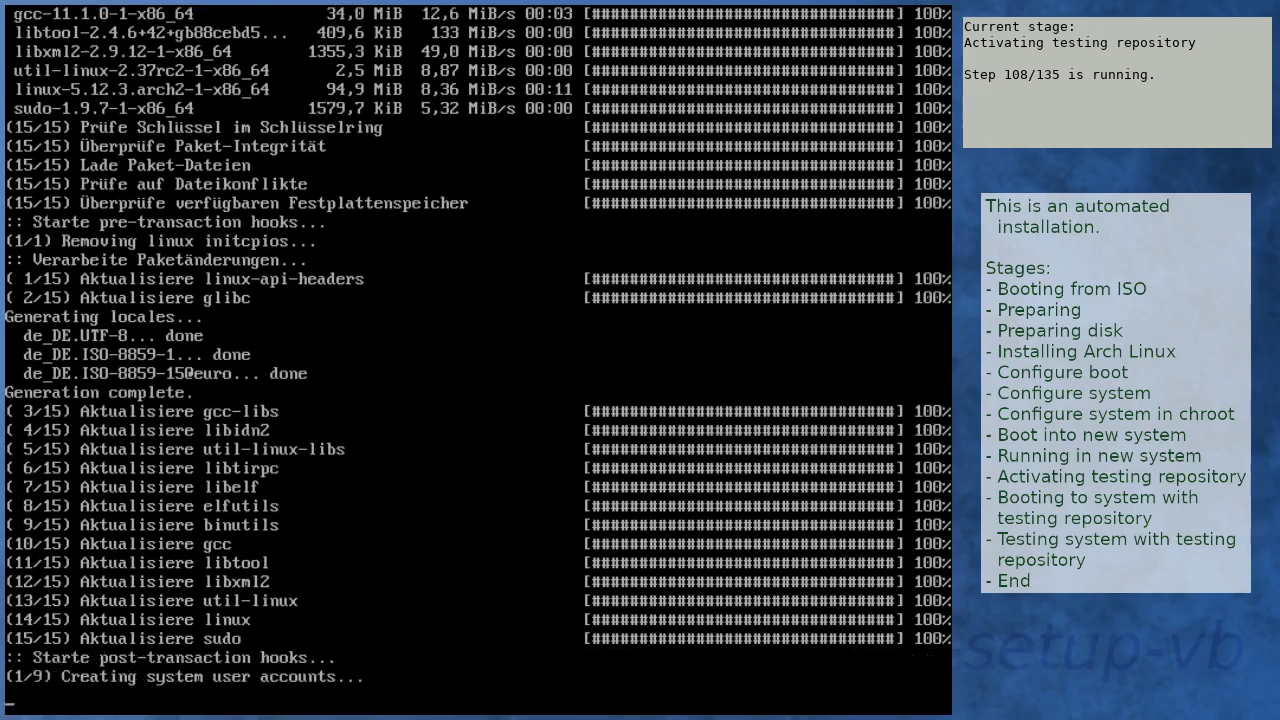 gcc-11.1.0-1-x86_64 34,0 MiB 12,6 MiB/s 00:03 [################################] 100%
libtool-2.4.6+42+gb88cebd5... 409,6 KiB 133 MiB/s 00:00 [################################] 100%
libxml2-2.9.12-1-x86_64 1355,3 KiB 49,0 MiB/s 00:00 [################################] 100%
util-linux-2.37rc2-1-x86_64 2,5 MiB 8,87 MiB/s 00:00 [################################] 100%
linux-5.12.3.arch2-1-x86_64 94,9 MiB 8,36 MiB/s 00:11 [################################] 100%
sudo-1.9.7-1-x86_64 1579,7 KiB 5,32 MiB/s 00:00 [################################] 100%
(15/15) Prüfe Schlüssel im Schlüsselring [################################] 100%
(15/15) Überprüfe Paket-Integrität [################################] 100%
(15/15) Lade Paket-Dateien [################################] 100%
(15/15) Prüfe auf Dateikonflikte [################################] 100%
(15/15) Überprüfe verfügbaren Festplattenspeicher [################################] 100%
:: Starte pre-transaction hooks...
(1/1) Removing linux initcpios...
:: Verarbeite Paketänderungen...
( 1/15) Aktualisiere linux-api-headers [################################] 100%
( 2/15) Aktualisiere glibc [################################] 100%
Generating locales...
de_DE.UTF-8... done
de_DE.ISO-8859-1... done
de_DE.ISO-8859-15@euro... done
Generation complete.
( 3/15) Aktualisiere gcc-libs [################################] 100%
( 4/15) Aktualisiere libidn2 [################################] 100%
( 5/15) Aktualisiere util-linux-libs [################################] 100%
( 6/15) Aktualisiere libtirpc [################################] 100%
( 7/15) Aktualisiere libelf [################################] 100%
( 8/15) Aktualisiere elfutils [################################] 100%
( 9/15) Aktualisiere binutils [################################] 100%
(10/15) Aktualisiere gcc [################################] 100%
(11/15) Aktualisiere libtool [################################] 100%
(12/15) Aktualisiere libxml2 [################################] 100%
(13/15) Aktualisiere util-linux [################################] 100%
(14/15) Aktualisiere linux [################################] 100%
(15/15) Aktualisiere sudo [################################] 100%
:: Starte post-transaction hooks...
(1/9) Creating system user accounts...
Current stage:
Activating testing repository
Step 108/135 is running.
This is an automated
installation.
Stages:
- Booting from ISO
- Preparing
- Preparing disk
- Installing Arch Linux
- Configure boot
- Configure system
- Configure system in chroot
- Boot into new system
- Running in new system
- Activating testing repository
- Booting to system with
testing repository
- Testing system with testing
repository
- End
setup-vb